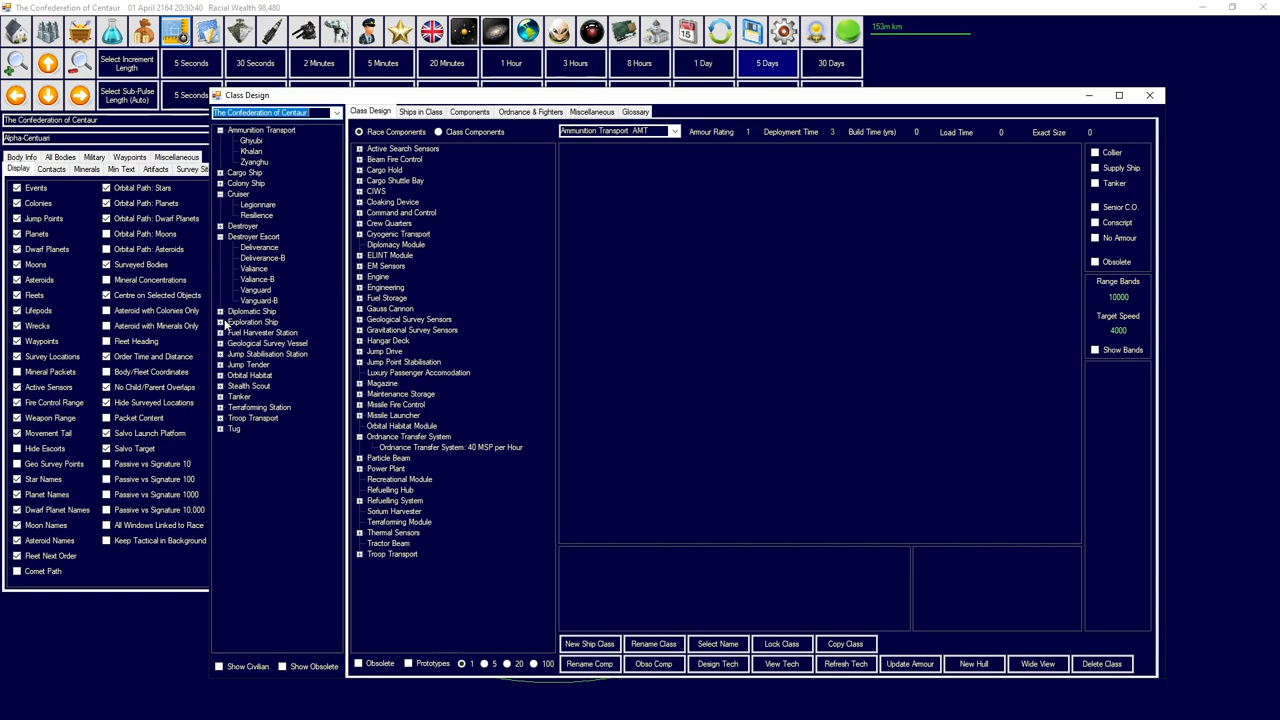 The Confederation of Centaur   01 April 2164 20:30:40   Racial Wealth 98,480
153m km
Select Increment Length
5 Seconds
30 Seconds
2 Minutes
5 Minutes
20 Minutes
1 Hour
3 Hours
8 Hours
1 Day
5 Days
30 Days
Select Sub-Pulse Length (Auto)
5 Seconds
The Confederation of Centaur
Alpha-Centuari
Body Info   All Bodies   Military   Waypoints   Miscellaneous
Display   Contacts   Minerals   Min Text   Artifacts   Survey Sit
Events   Orbital Path: Stars
Colonies   Orbital Path: Planets
Jump Points   Orbital Path: Dwarf Planets
Planets   Orbital Path: Moons
Dwarf Planets   Orbital Path: Asteroids
Moons   Surveyed Bodies
Asteroids   Mineral Concentrations
Fleets   Centre on Selected Objects
Lifepods   Asteroid with Colonies Only
Wrecks   Asteroid with Minerals Only
Waypoints   Fleet Heading
Survey Locations   Order Time and Distance
Mineral Packets   Body/Fleet Coordinates
Active Sensors   No Child/Parent Overlaps
Fire Control Range   Hide Surveyed Locations
Weapon Range   Packet Content
Movement Tail   Salvo Launch Platform
Hide Escorts   Salvo Target
Geo Survey Points   Passive vs Signature 10
Star Names   Passive vs Signature 100
Planet Names   Passive vs Signature 1000
Dwarf Planet Names   Passive vs Signature 10,000
Moon Names   All Windows Linked to Race
Asteroid Names   Keep Tactical in Background
Fleet Next Order
Comet Path
Class Design
The Confederation of Centaur
Ammunition Transport
Ghyubi
Khalan
Zyanghu
Cargo Ship
Colony Ship
Cruiser
Legionnare
Resilience
Destroyer
Destroyer Escort
Deliverance
Deliverance-B
Valiance
Valiance-B
Vanguard
Vanguard-B
Diplomatic Ship
Exploration Ship
Fuel Harvester Station
Geological Survey Vessel
Jump Stabilisation Station
Jump Tender
Orbital Habitat
Stealth Scout
Tanker
Terraforming Station
Troop Transport
Tug
Show Civilian   Show Obsolete
Class Design   Ships in Class   Components   Ordnance & Fighters   Miscellaneous   Glossary
Race Components   Class Components
Ammunition Transport  AMT   Amour Rating   1   Deployment Time   3   Build Time (yrs)   0   Load Time   0   Exact Size   0
Active Search Sensors
Beam Fire Control
Cargo Hold
Cargo Shuttle Bay
CIWS
Cloaking Device
Command and Control
Crew Quarters
Cryogenic Transport
Diplomacy Module
ELINT Module
EM Sensors
Engine
Engineering
Fuel Storage
Gauss Cannon
Geological Survey Sensors
Gravitational Survey Sensors
Hangar Deck
Jump Drive
Jump Point Stabilisation
Luxury Passenger Accomodation
Magazine
Maintenance Storage
Missile Fire Control
Missile Launcher
Orbital Habitat Module
Ordnance Transfer System
Ordnance Transfer System: 40 MSP per Hour
Particle Beam
Power Plant
Recreational Module
Refuelling Hub
Refuelling System
Sorium Harvester
Terraforming Module
Thermal Sensors
Tractor Beam
Troop Transport
Collier
Supply Ship
Tanker
Senior C.O.
Conscript
No Armour
Obsolete
Range Bands
10000
Target Speed
4000
Show Bands
New Ship Class   Rename Class   Select Name   Lock Class   Copy Class
Obsolete   Prototypes   1   5   20   100
Rename Comp   Obso Comp   Design Tech   View Tech   Refresh Tech   Update Armour   New Hull   Wide View   Delete Class